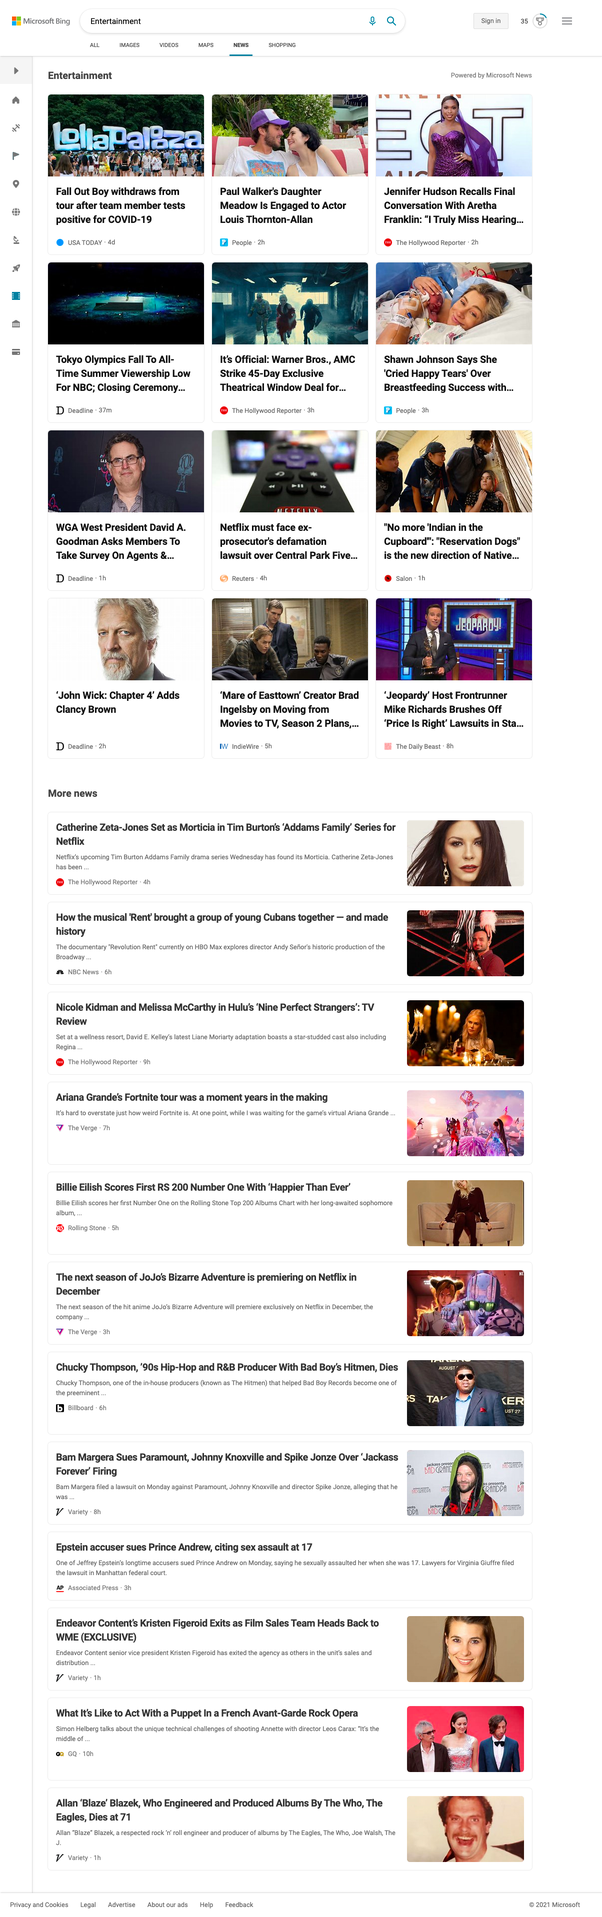 Microsoft Bing
Entertainment
Sign in
35
ALL IMAGES VIDEOS MAPS NEWS SHOPPING
Entertainment
Powered by Microsoft News
Lollapalooza
Fall Out Boy withdraws from
tour after team member tests
positive for COVID-19
USA TODAY · 4d
Paul Walker's Daughter
Meadow Is Engaged to Actor
Louis Thornton-Allan
People · 2h
Jennifer Hudson Recalls Final
Conversation With Aretha
Franklin: "I Truly Miss Hearing...
The Hollywood Reporter · 2h
Tokyo Olympics Fall To All-
Time Summer Viewership Low
For NBC; Closing Ceremony...
Deadline · 37m
It's Official: Warner Bros., AMC
Strike 45-Day Exclusive
Theatrical Window Deal for...
The Hollywood Reporter · 3h
Shawn Johnson Says She
'Cried Happy Tears' Over
Breastfeeding Success with...
People · 3h
WGA West President David A.
Goodman Asks Members To
Take Survey On Agents &...
Deadline · 1h
NETFLIX
Netflix must face ex-
prosecutor's defamation
lawsuit over Central Park Five...
Reuters · 4h
"No more 'Indian in the
Cupboard'": "Reservation Dogs"
is the new direction of Native...
Salon · 1h
'John Wick: Chapter 4' Adds
Clancy Brown
Deadline · 2h
'Mare of Easttown' Creator Brad
Ingelsby on Moving from
Movies to TV, Season 2 Plans,...
IndieWire · 5h
JEOPARDY!
'Jeopardy' Host Frontrunner
Mike Richards Brushes Off
'Price Is Right' Lawsuits in Sta...
The Daily Beast · 8h
More news
Catherine Zeta-Jones Set as Morticia in Tim Burton's 'Addams Family' Series for
Netflix
Netflix's upcoming Tim Burton Addams Family drama series Wednesday has found its Morticia. Catherine Zeta-Jones
has been ...
The Hollywood Reporter · 4h
How the musical 'Rent' brought a group of young Cubans together — and made
history
The documentary "Revolution Rent" currently on HBO Max explores director Andy Señor's historic production of the
Broadway ...
NBC News · 6h
Nicole Kidman and Melissa McCarthy in Hulu's 'Nine Perfect Strangers': TV
Review
Set at a wellness resort, David E. Kelley's latest Liane Moriarty adaptation boasts a star-studded cast also including
Regina ...
The Hollywood Reporter · 9h
Ariana Grande's Fortnite tour was a moment years in the making
It's hard to overstate just how weird Fortnite is. At one point, while I was waiting for the game's virtual Ariana Grande ...
The Verge · 7h
Billie Eilish Scores First RS 200 Number One With 'Happier Than Ever'
Billie Eilish scores her first Number One on the Rolling Stone Top 200 Albums Chart with her long-awaited sophomore
album, ...
Rolling Stone · 5h
The next season of JoJo's Bizarre Adventure is premiering on Netflix in
December
The next season of the hit anime JoJo's Bizarre Adventure will premiere exclusively on Netflix in December, the
company ...
The Verge · 3h
Chucky Thompson, '90s Hip-Hop and R&B Producer With Bad Boy's Hitmen, Dies
Chucky Thompson, one of the in-house producers (known as The Hitmen) that helped Bad Boy Records become one of
the preeminent ...
Billboard · 6h
Bam Margera Sues Paramount, Johnny Knoxville and Spike Jonze Over 'Jackass
Forever' Firing
Bam Margera filed a lawsuit on Monday against Paramount, Johnny Knoxville and director Spike Jonze, alleging that he
was ...
Variety · 8h
Epstein accuser sues Prince Andrew, citing sex assault at 17
One of Jeffrey Epstein's longtime accusers sued Prince Andrew on Monday, saying he sexually assaulted her when she was 17. Lawyers for Virginia Giuffre filed
the lawsuit in Manhattan federal court.
AP Associated Press · 3h
Endeavor Content's Kristen Figeroid Exits as Film Sales Team Heads Back to
WME (EXCLUSIVE)
Endeavor Content senior vice president Kristen Figeroid has exited the agency as others in the unit's sales and
distribution ...
Variety · 1h
What It's Like to Act With a Puppet In a French Avant-Garde Rock Opera
Simon Helberg talks about the unique technical challenges of shooting Annette with director Leos Carax: "It's the
middle of ...
GQ · 10h
Allan 'Blaze' Blazek, Who Engineered and Produced Albums By The Who, The
Eagles, Dies at 71
Allan "Blaze" Blazek, a respected rock 'n' roll engineer and producer of albums by The Eagles, The Who, Joe Walsh, The
J.
Variety · 1h
Privacy and Cookies Legal Advertise About our ads Help Feedback
© 2021 Microsoft